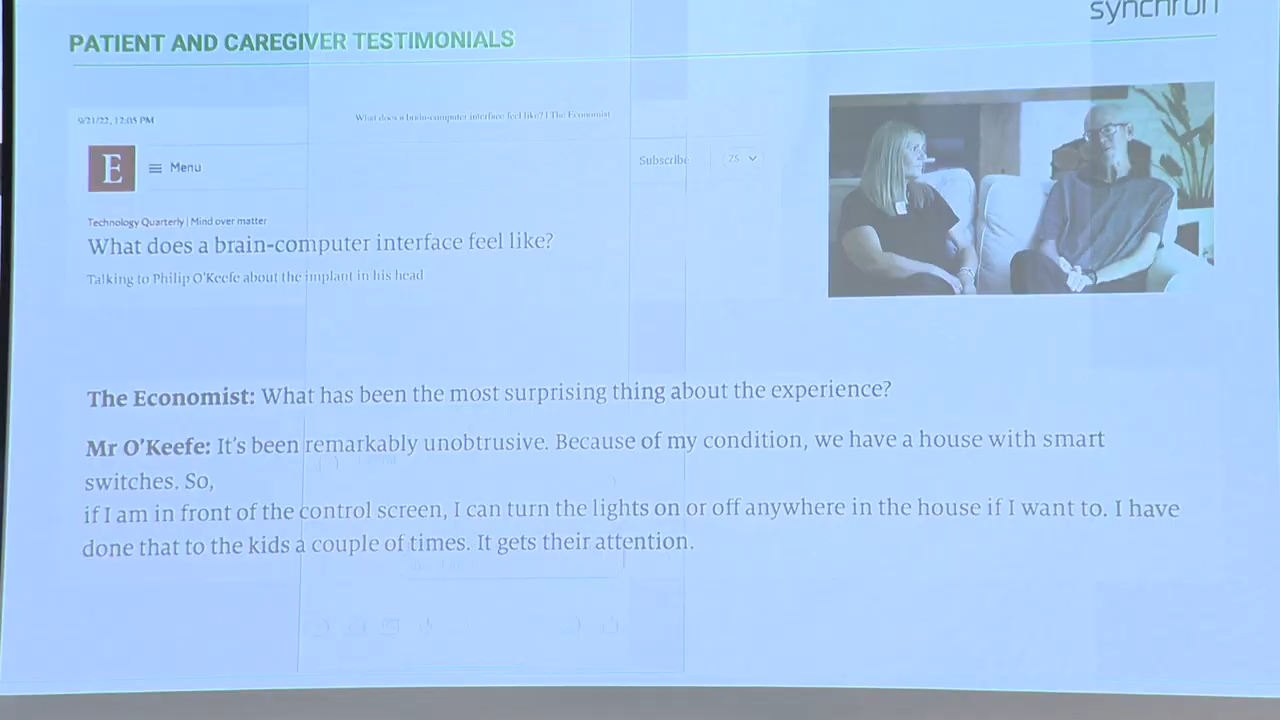 synchron
PATIENT AND CAREGIVER TESTIMONIALS
9/21/22, 12:05 PM
What does a brain-computer interface feel like? | The Economist
E
Menu
Subscribe
Technology Quarterly | Mind over matter
What does a brain-computer interface feel like?
Talking to Philip O'Keefe about the implant in his head
The Economist: What has been the most surprising thing about the experience?
Mr O'Keefe: It's been remarkably unobtrusive. Because of my condition, we have a house with smart
switches. So,
if I am in front of the control screen, I can turn the lights on or off anywhere in the house if I want to. I have
done that to the kids a couple of times. It gets their attention.